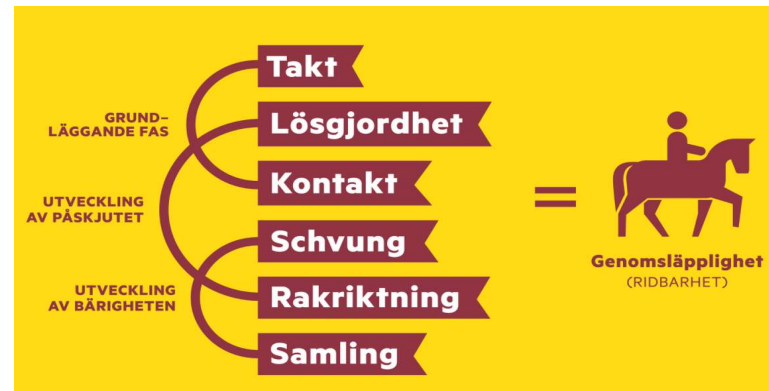 Takt
Lösgjordhet
Kontakt
Schvung
Rakriktning
Samling
GRUND-
LÄGGANDE FAS
UTVECKLING
AV PÅSKJUTET
UTVECKLING
AV BÄRIGHETEN
=
Genomsläpplighet
(RIDBARHET)